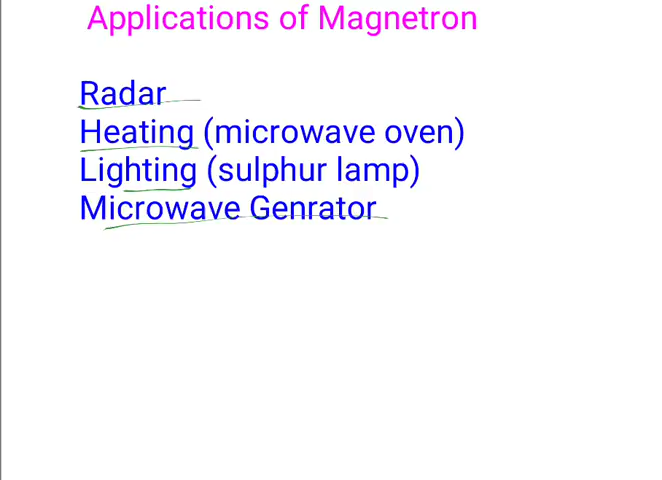 Applications of Magnetron
Radar
Heating (microwave oven)
Lighting (sulphur lamp)
Microwave Genrator